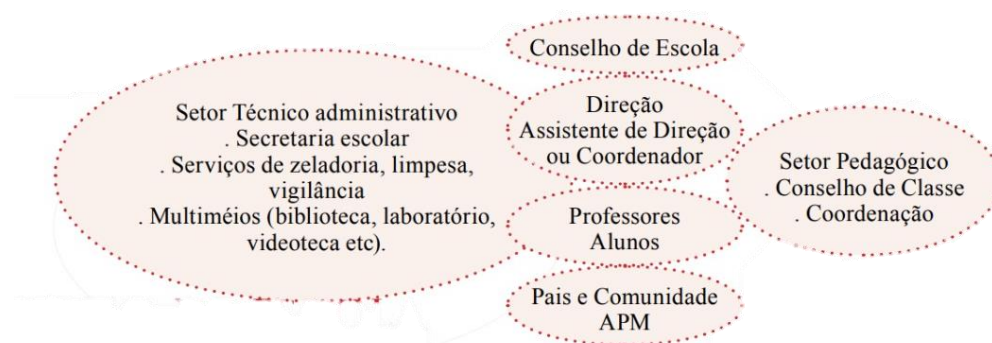 Conselho de Escola
Setor Técnico administrativo
. Secretaria escolar
. Serviços de zeladoria, limpesa,
vigilância
. Multiméios (biblioteca, laboratório,
videoteca etc).
Direção
Assistente de Direção
ou Coordenador
Setor Pedagógico
. Conselho de Classe
. Coordenação
Professores
Alunos
Pais e Comunidade
APM